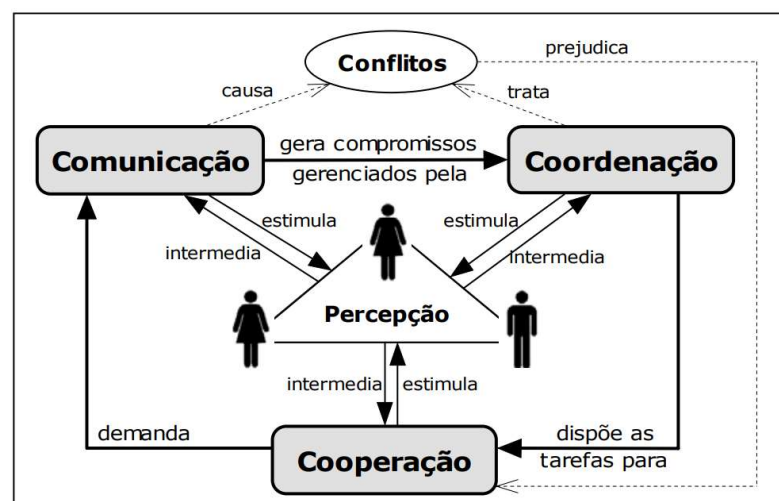 Conflitos
prejudica
causa
trata
Comunicação
gera compromissos
gerenciados pela
Coordenação
estimula
intermedia
estimula
intermedia
Percepção
intermedia
estimula
demanda
Cooperação
dispõe as
tarefas para